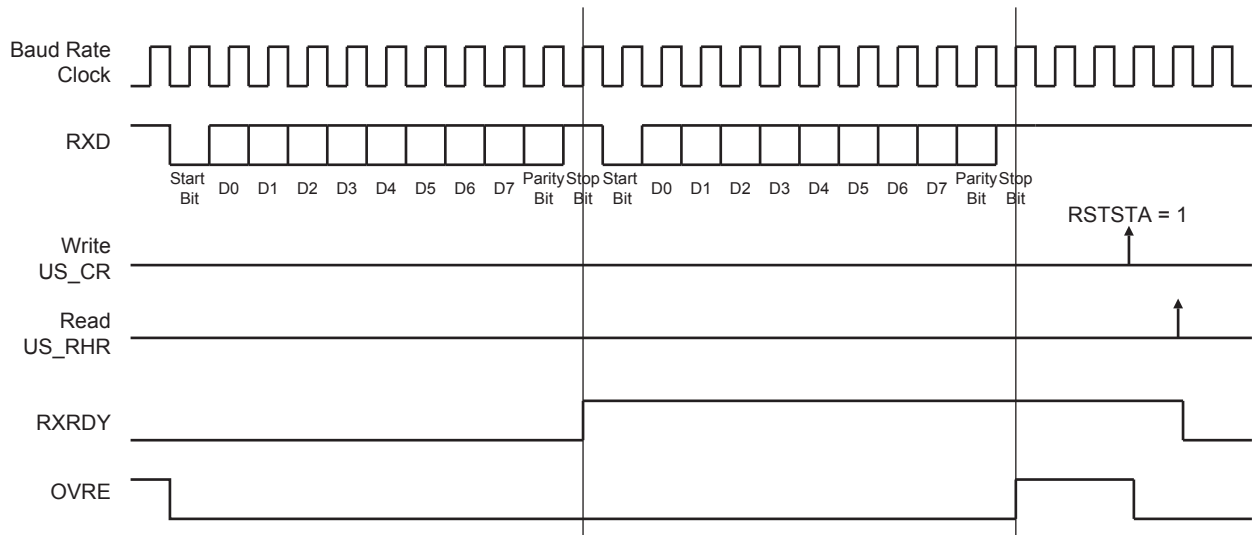 Baud Rate
Clock
RXD
Start
Bit
D0
D1
D2
D3
D4
D5
D6
D7
Parity
Bit
Stop
Bit
Start
Bit
D0
D1
D2
D3
D4
D5
D6
D7
Parity
Bit
Stop
Bit
RSTSTA = 1
Write
US_CR
Read
US_RHR
RXRDY
OVRE